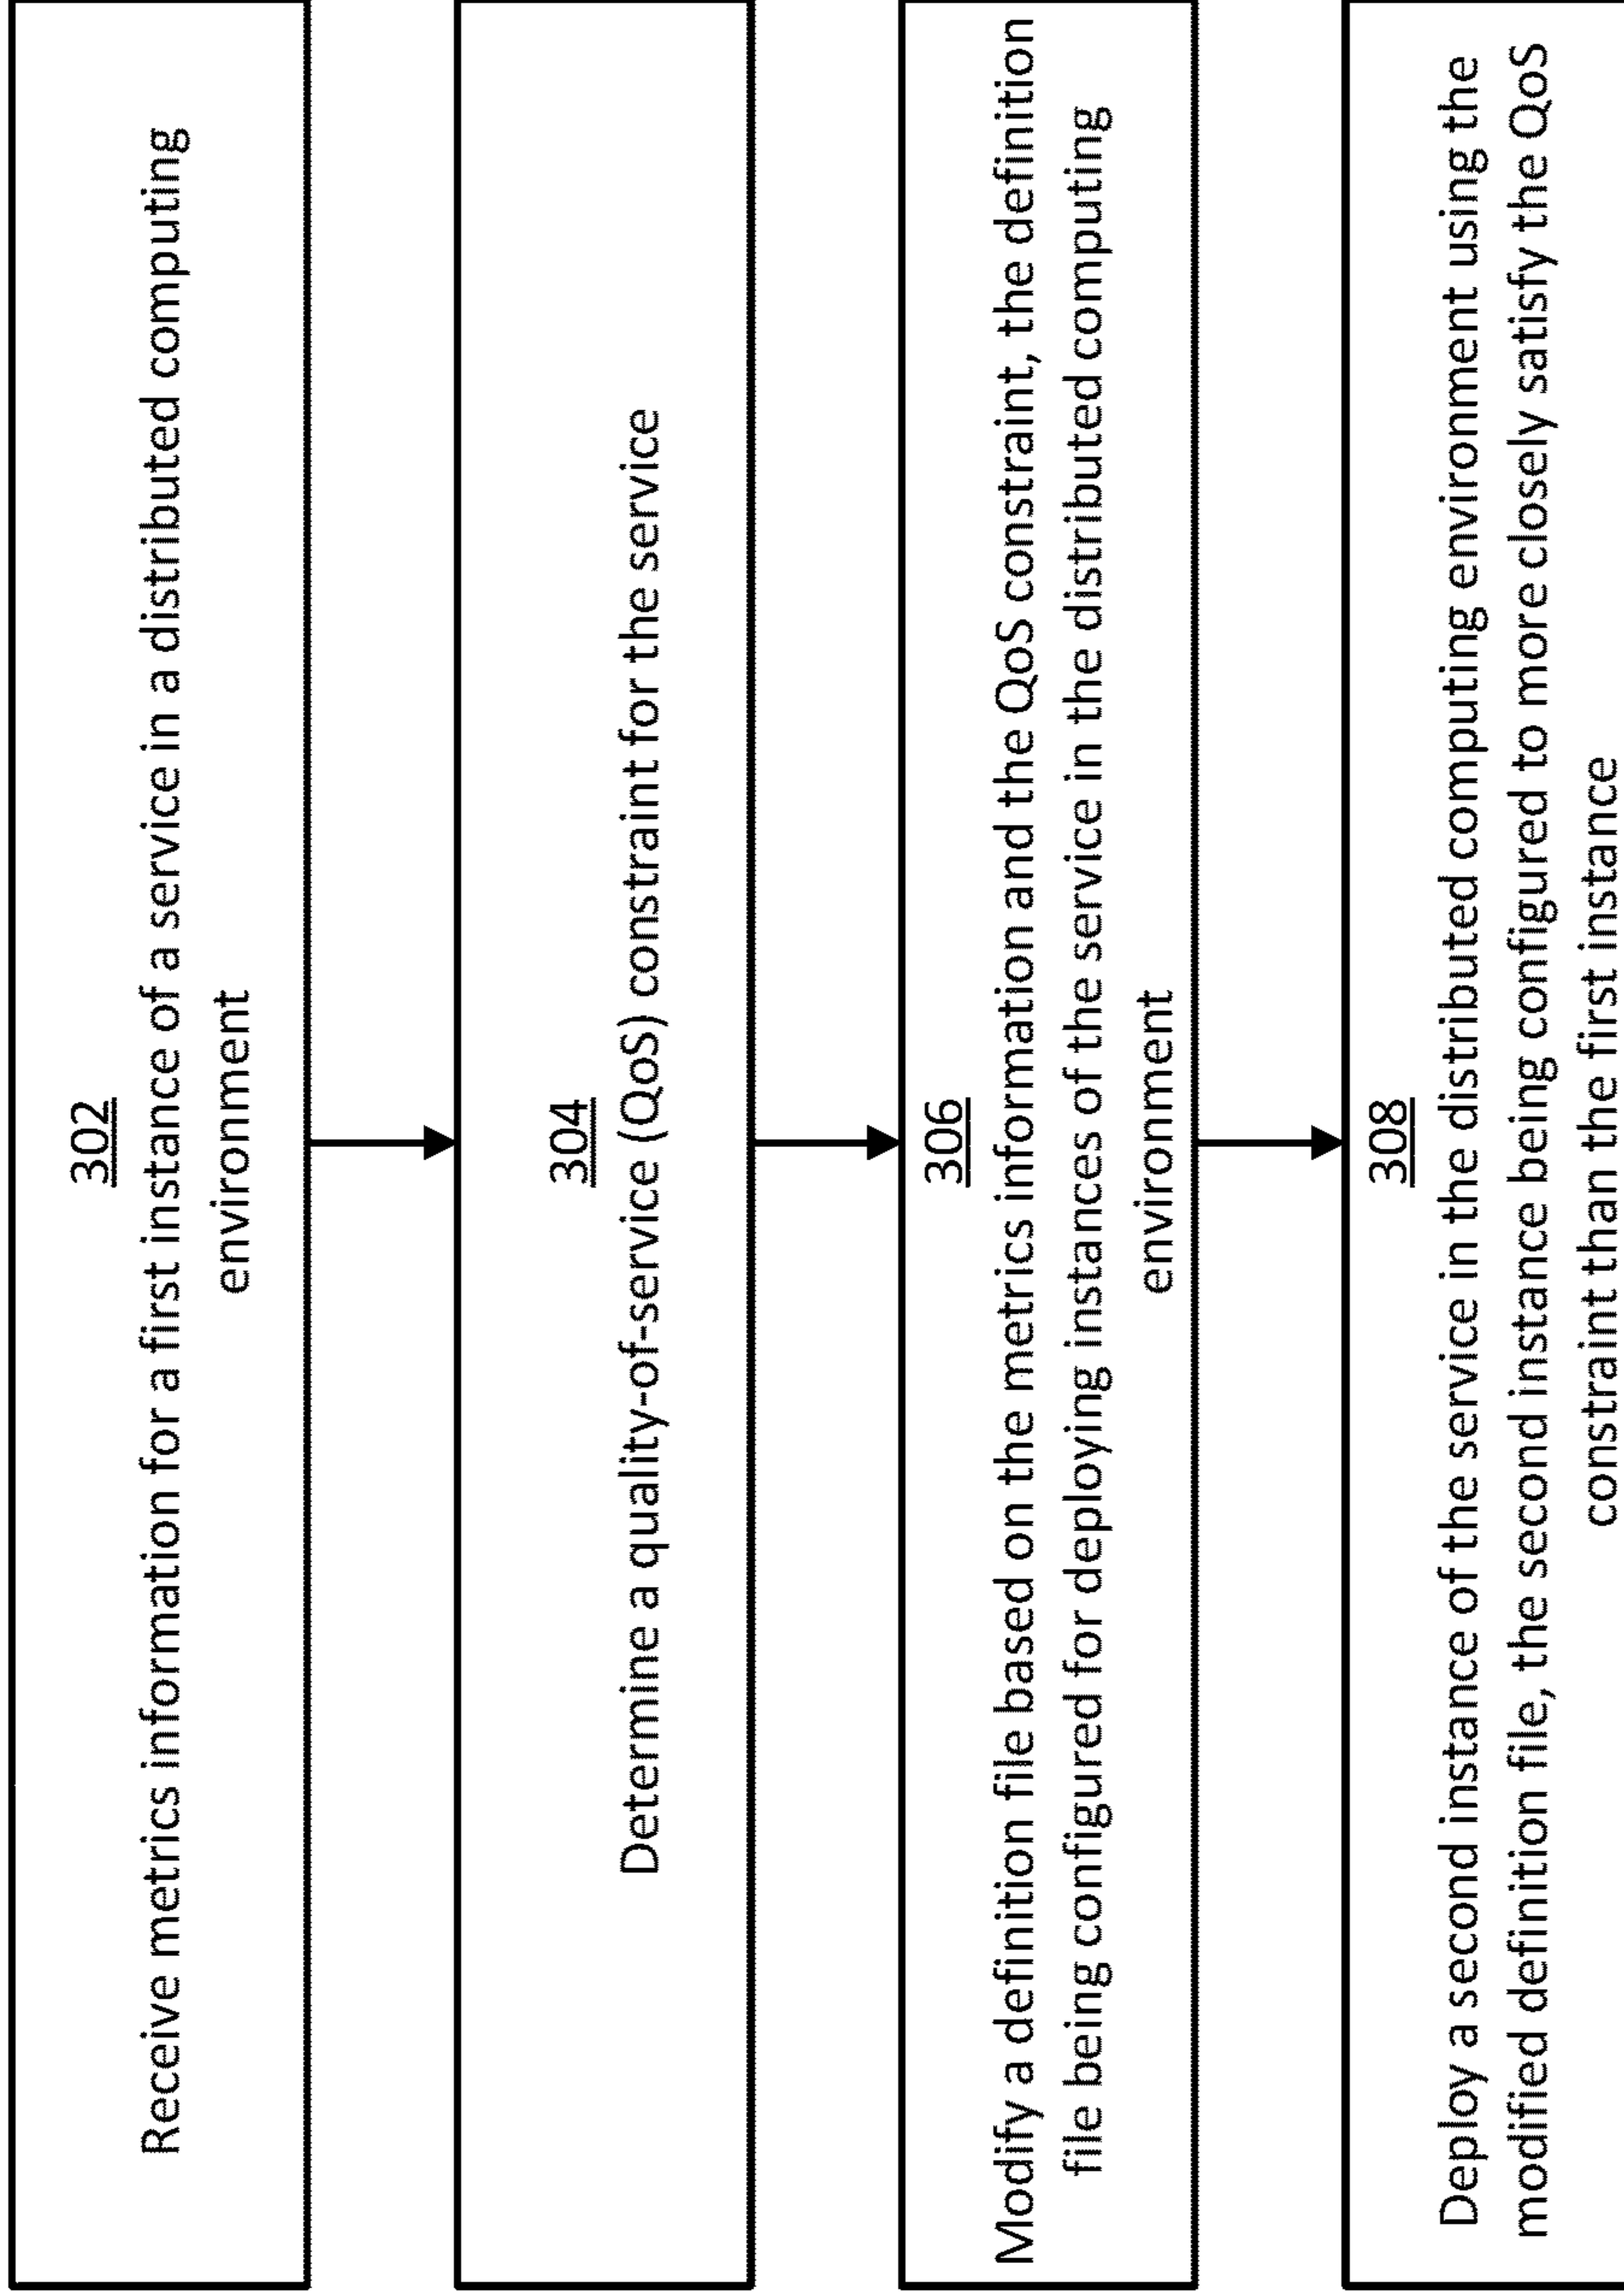 302
Receive metrics information for a first instance of a service in a distributed computing
environment
304
Determine a quality-of-service (QoS) constraint for the service
306
Modify a definition file based on the metrics information and the QoS constraint, the definition
file being configured for deploying instances of the service in the distributed computing
environment
308
Deploy a second instance of the service in the distributed computing environment using the
modified definition file, the second instance being configured to more closely satisfy the QoS
constraint than the first instance